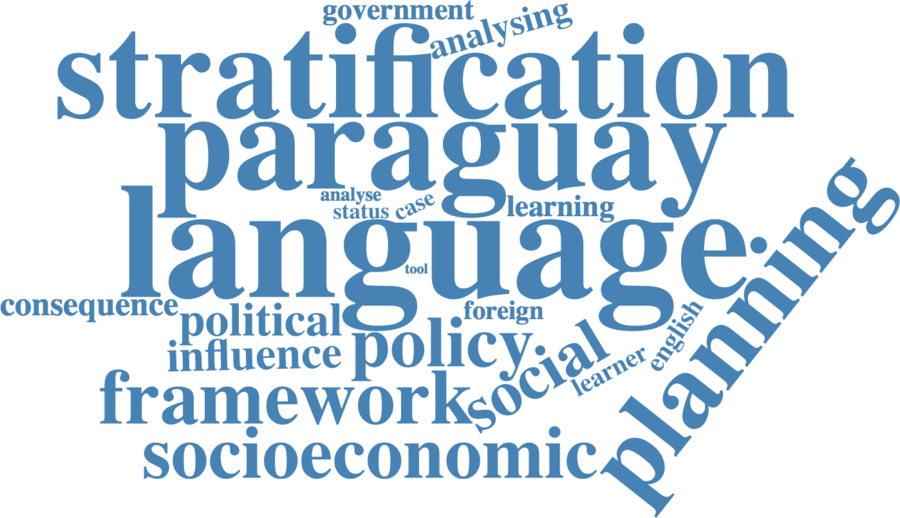 government
analysing
stratification
paraguay
analyse
status case
learning
language
tool
planning
consequence
political
foreign
influence
policy
social
learner
english
framework
socioeconomic